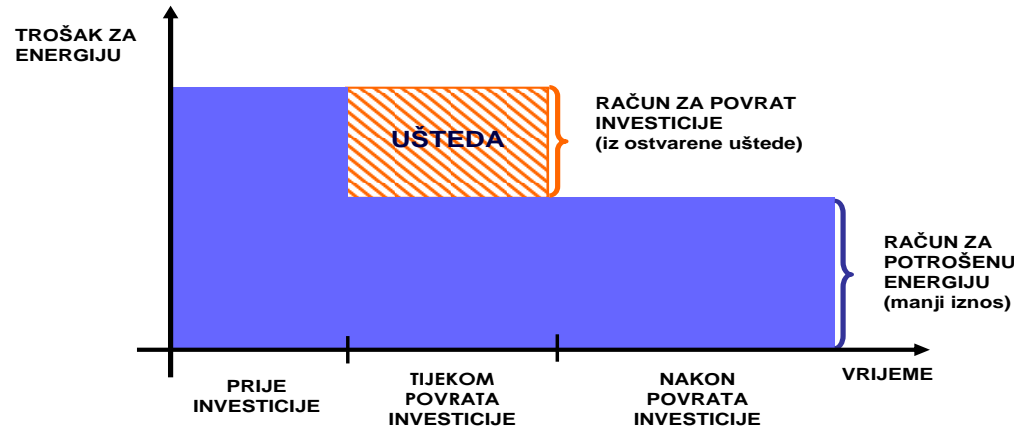 TROŠAK ZA
ENERGIJU
UŠTEDA
RAČUN ZA POVRAT
INVESTICIJE
(iz ostvarene uštede)
RAČUN ZA
POTROŠENU
ENERGIJU
(manji iznos)
VRIJEME
PRIJE
INVESTICIJE
TIJEKOM
POVRATA
INVESTICIJE
NAKON
POVRATA
INVESTICIJE